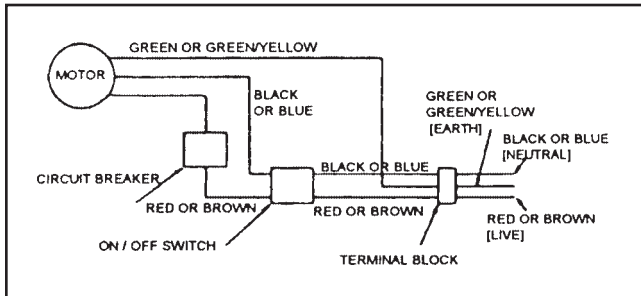 GREEN OR GREEN/YELLOW
MOTOR
BLACK
OR BLUE
GREEN OR
GREEN/YELLOW
[EARTH]
BLACK OR BLUE
[NEUTRAL]
CIRCUIT BREAKER
BLACK OR BLUE
RED OR BROWN
RED OR BROWN
RED OR BROWN
[LIVE]
ON / OFF SWITCH
TERMINAL BLOCK